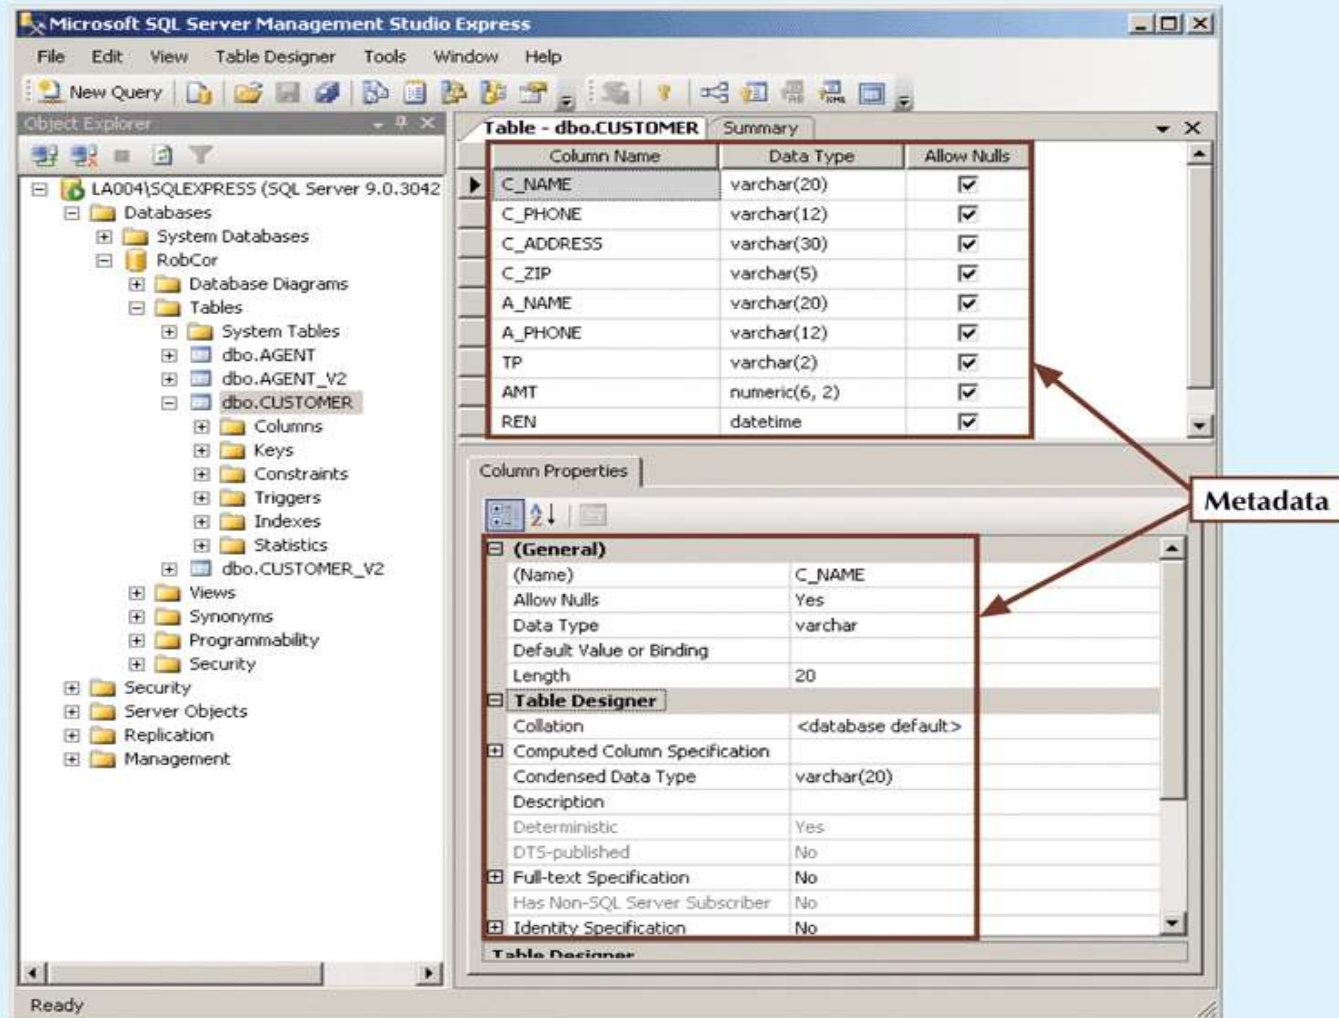 Microsoft SQL Server Management Studio Express
File Edit View Table Designer Tools Window Help
New Query
Object Explorer
LA004\SQLEXPRESS (SQL Server 9.0.3042
Databases
System Databases
RobCor
Database Diagrams
Tables
System Tables
dbo.AGENT
dbo.AGENT_V2
dbo.CUSTOMER
Columns
Keys
Constraints
Triggers
Indexes
Statistics
dbo.CUSTOMER_V2
Views
Synonyms
Programmability
Security
Security
Server Objects
Replication
Management
Table - dbo.CUSTOMER Summary
Column Name Data Type Allow Nulls
C_NAME varchar(20)
C_PHONE varchar(12)
C_ADDRESS varchar(30)
C_ZIP varchar(5)
A_NAME varchar(20)
A_PHONE varchar(12)
TP varchar(2)
AMT numeric(6, 2)
REN datetime
Metadata
Column Properties
(General)
(Name) C_NAME
Allow Nulls Yes
Data Type varchar
Default Value or Binding
Length 20
Table Designer
Collation <database default>
Computed Column Specification
Condensed Data Type varchar(20)
Description
Deterministic Yes
DTS-published No
Full-text Specification No
Has Non-SQL Server Subscriber No
Identity Specification No
Table Designer
Ready